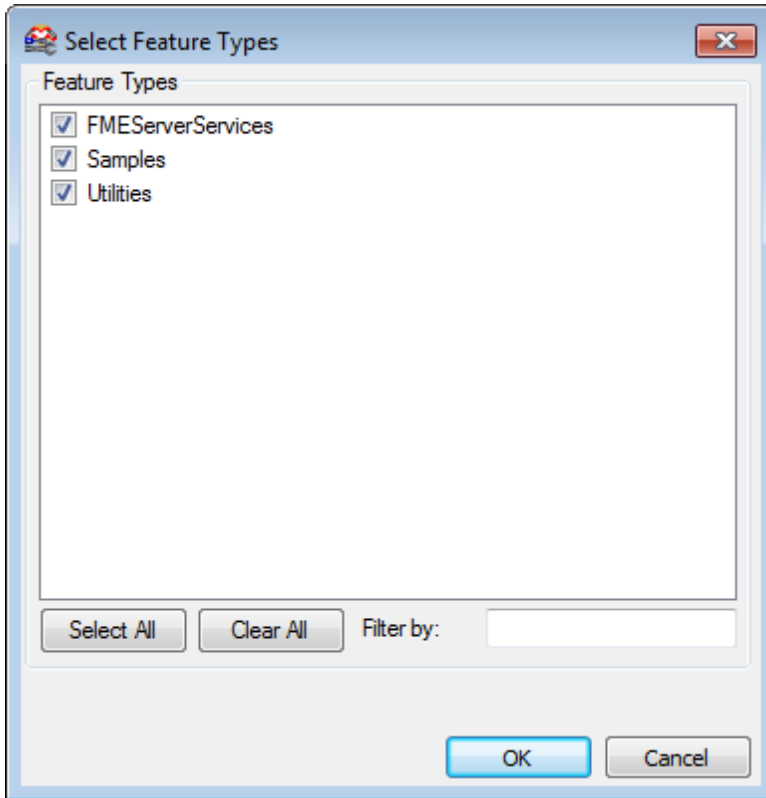 Select Feature Types
Feature Types
FMEServerServices
Samples
Utilities
Select All Clear All Filter by:
OK Cancel